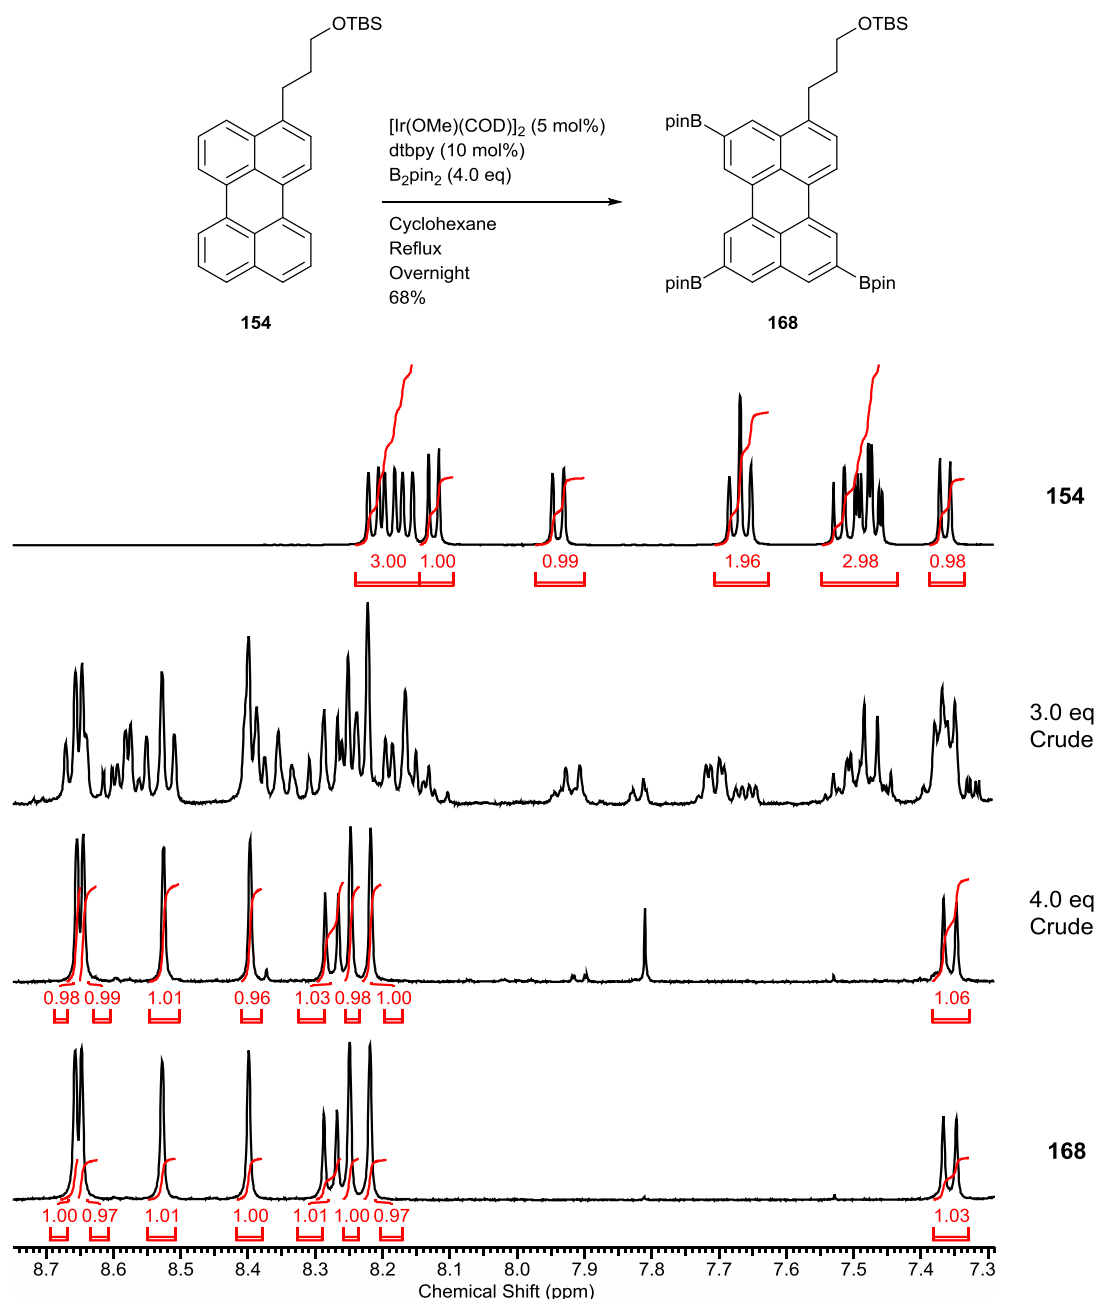 OTBS
OTBS
[Ir(OMe)(COD)]₂ (5 mol%)
dtbpy (10 mol%)
B₂pin₂ (4.0 eq)
Cyclohexane
Reflux
Overnight
68%
pinB
pinB
Bpin
154
168
154
3.00 1.00 0.99 1.96 2.98 0.98
3.0 eq
Crude
4.0 eq
Crude
0.98 0.99 1.01 0.96 1.03 0.98 1.00 1.06
168
1.00 0.97 1.01 1.00 1.01 1.00 0.97 1.03
8.7 8.6 8.5 8.4 8.3 8.2 8.1 8.0 7.9 7.8 7.7 7.6 7.5 7.4 7.3
Chemical Shift (ppm)